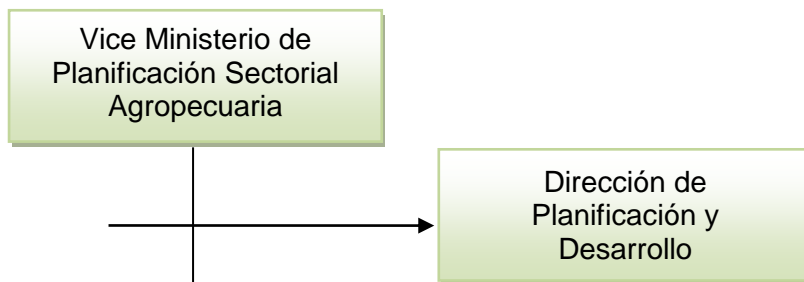 Vice Ministerio de
Planificación Sectorial
Agropecuaria
Dirección de
Planificación y
Desarrollo